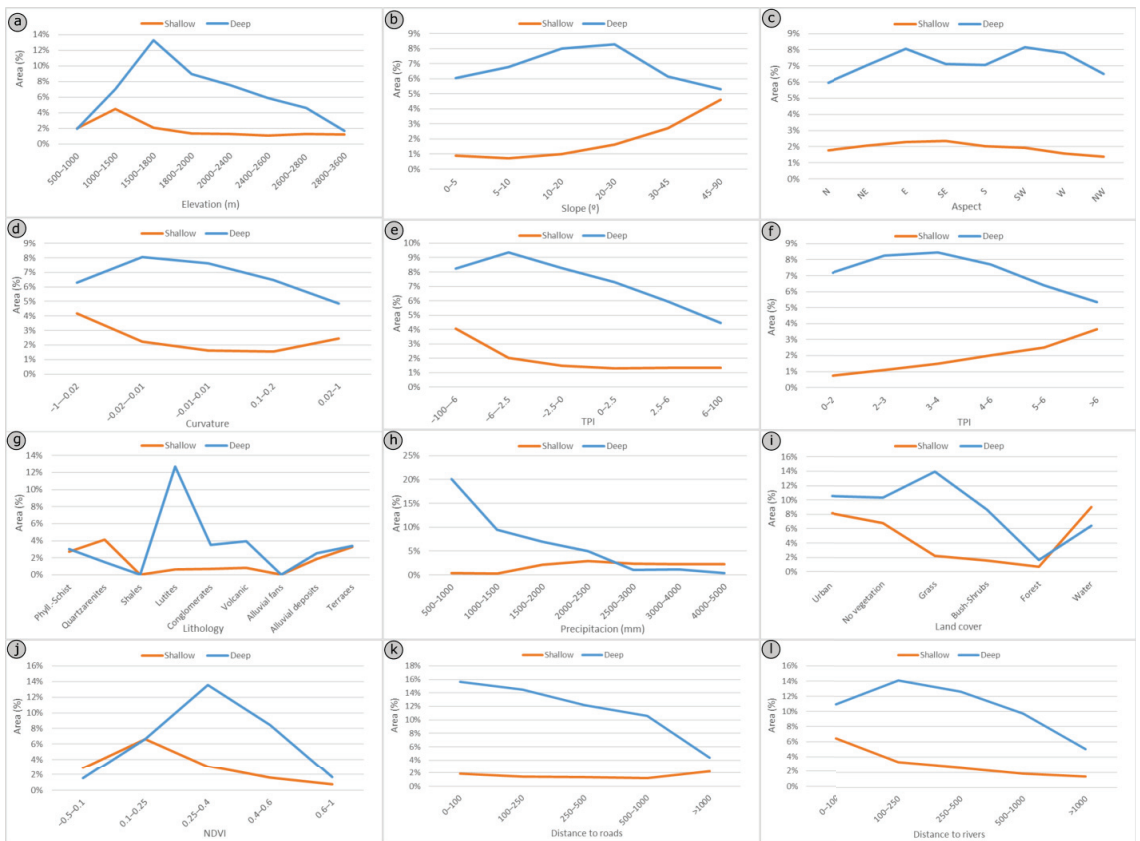 a
Shallow Deep
Area (%)
14%
12%
10%
8%
6%
4%
2%
0%
500–1000
1000–1500
1500–1800
1800–2000
2000–2400
2400–2600
2600–2800
2800–3600
Elevation (m)
b
Shallow Deep
Area (%)
9%
8%
7%
6%
5%
4%
3%
2%
1%
0%
0–5
5–10
10–20
20–30
30–45
45–90
Slope (º)
c
Shallow Deep
Area (%)
9%
8%
7%
6%
5%
4%
3%
2%
1%
0%
N
NE
E
SE
S
SW
W
NW
Aspect
d
Shallow Deep
Area (%)
9%
8%
7%
6%
5%
4%
3%
2%
1%
0%
–1––0.02
–0.02––0.01
–0.01–0.01
0.1–0.2
0.02–1
Curvature
e
Shallow Deep
Area (%)
10%
9%
8%
7%
6%
5%
4%
3%
2%
1%
0%
–100––6
–6––2.5
–2.5–0
0–2.5
2.5–6
6–100
TPI
f
Shallow Deep
Area (%)
9%
8%
7%
6%
5%
4%
3%
2%
1%
0%
0–2
2–3
3–4
4–6
5–6
>6
TPI
g
Shallow Deep
Area (%)
14%
12%
10%
8%
6%
4%
2%
0%
Phyll.-Schist
Quartzarenites
Shales
Lutites
Conglomerates
Volcanic
Alluvial fans
Alluvial deposits
Terraces
Lithology
h
Shallow Deep
Area (%)
25%
20%
15%
10%
5%
0%
500–1000
1000–1500
1500–2000
2000–2500
2500–3000
3000–4000
4000–5000
Precipitacion (mm)
i
Shallow Deep
Area (%)
16%
14%
12%
10%
8%
6%
4%
2%
0%
Urban
No vegetation
Grass
Bush-Shrubs
Forest
Water
Land cover
j
Shallow Deep
Area (%)
16%
14%
12%
10%
8%
6%
4%
2%
0%
–0.5–0.1
0.1–0.25
0.25–0.4
0.4–0.6
0.6–1
NDVI
k
Shallow Deep
Area (%)
18%
16%
14%
12%
10%
8%
6%
4%
2%
0%
0–100
100–250
250–500
500–1000
>1000
Distance to roads
l
Shallow Deep
Area (%)
16%
14%
12%
10%
8%
6%
4%
2%
0%
100–250
250–500
500–1000
>1000
Distance to rivers